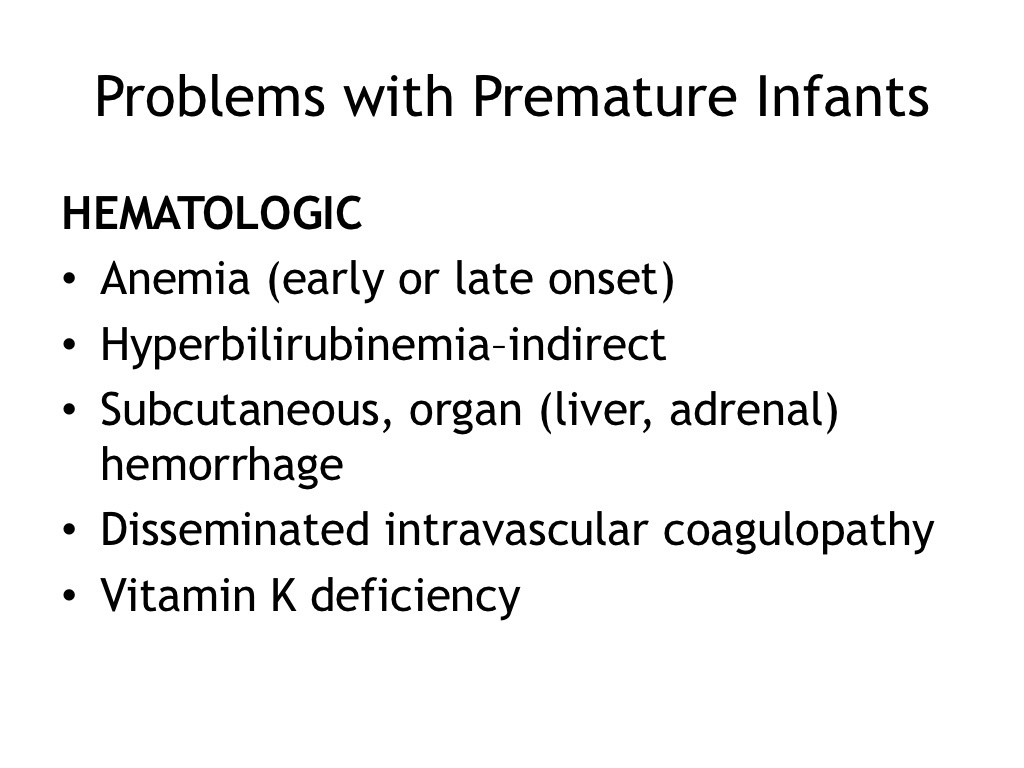 Problems with Premature Infants
HEMATOLOGIC
• Anemia (early or late onset)
• Hyperbilirubinemia–indirect
• Subcutaneous, organ (liver, adrenal)
hemorrhage
• Disseminated intravascular coagulopathy
• Vitamin K deficiency